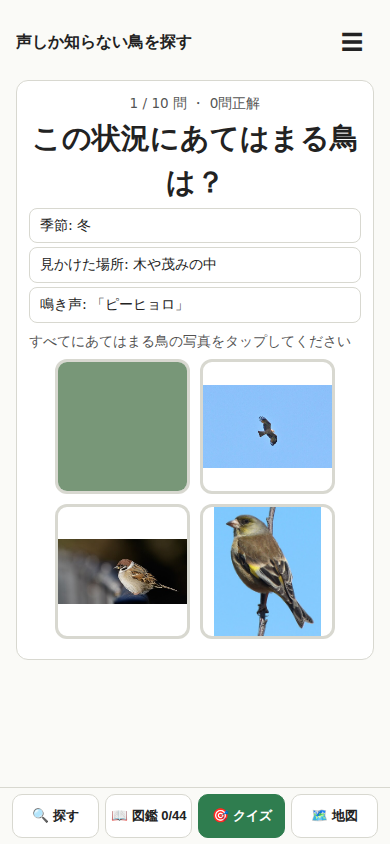 声しか知らない鳥を探す
1 / 10 問 ・ 0問正解
この状況にあてはまる鳥
は？
季節: 冬
見かけた場所: 木や茂みの中
鳴き声: 「ピーヒョロ」
すべてにあてはまる鳥の写真をタップしてください
探す
図鑑 0/44
クイズ
地図